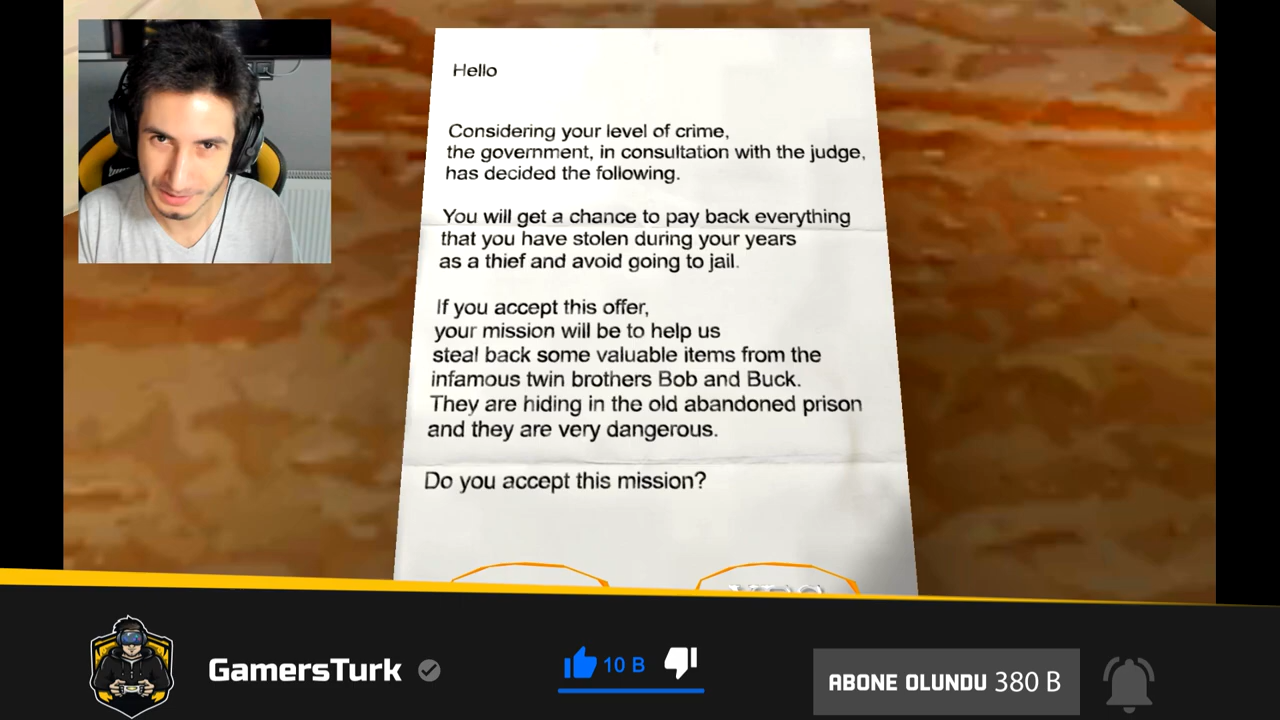 Hello
Considering your level of crime,
the government, in consultation with the judge,
has decided the following.
You will get a chance to pay back everything
that you have stolen during your years
as a thief and avoid going to jail.
If you accept this offer,
your mission will be to help us
steal back some valuable items from the
infamous twin brothers Bob and Buck.
They are hiding in the old abandoned prison
and they are very dangerous.
Do you accept this mission?
GamersTurk
10 B
ABONE OLUNDU 380 B